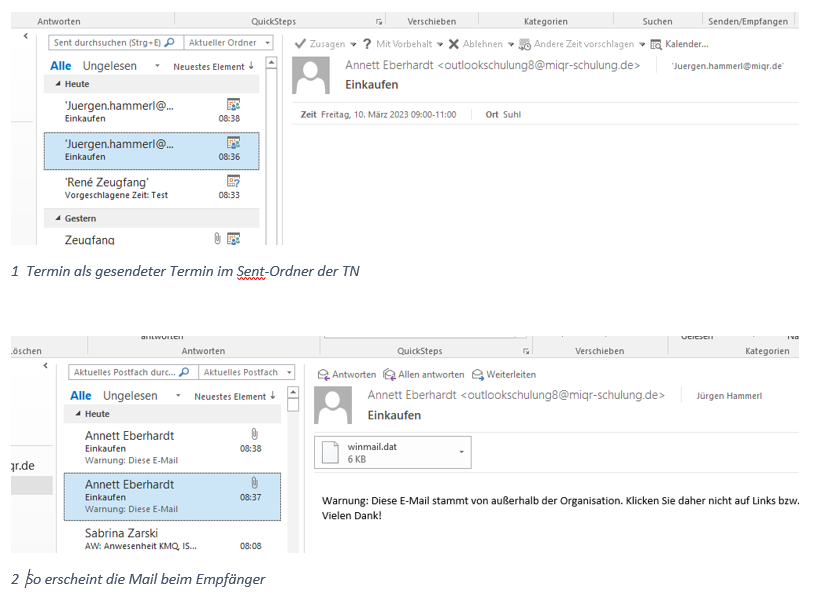 Antworten QuickSteps Verschieben Kategorien Suchen Senden/Empfangen
Sent durchsuchen (Strg+E) Aktueller Ordner
Alle Ungelesen Neuestes Element ↓
Heute
'Juergen.hammerl@...
Einkaufen 08:38
'Juergen.hammerl@...
Einkaufen 08:36
'René Zeugfang'
Vorgeschlagene Zeit: Test 08:33
Gestern
Zeugfang
Zusagen ? Mit Vorbehalt Ablehnen Andere Zeit vorschlagen Kalender...
Annett Eberhardt <outlookschulung8@miqr-schulung.de> 'Juergen.hammerl@miqr.de'
Einkaufen
Zeit Freitag, 10. März 2023 09:00-11:00 Ort Suhl
1 Termin als gesendeter Termin im Sent-Ordner der TN
.öschen Antworten QuickSteps Verschieben Kategorien
Aktuelles Postfach durc... Aktuelles Postfach
Alle Ungelesen Neuestes Element ↓
Heute
Annett Eberhardt
Einkaufen 08:38
Warnung: Diese E-Mail
Annett Eberhardt
Einkaufen 08:37
Warnung: Diese E-Mail
Sabrina Zarski
AW: Anwesenheit KMQ, IS... 08:08
qr.de
Antworten Allen antworten Weiterleiten
Annett Eberhardt <outlookschulung8@miqr-schulung.de> Jürgen Hammerl
Einkaufen
winmail.dat
6 KB
Warnung: Diese E-Mail stammt von außerhalb der Organisation. Klicken Sie daher nicht auf Links bzw.
Vielen Dank!
2 So erscheint die Mail beim Empfänger